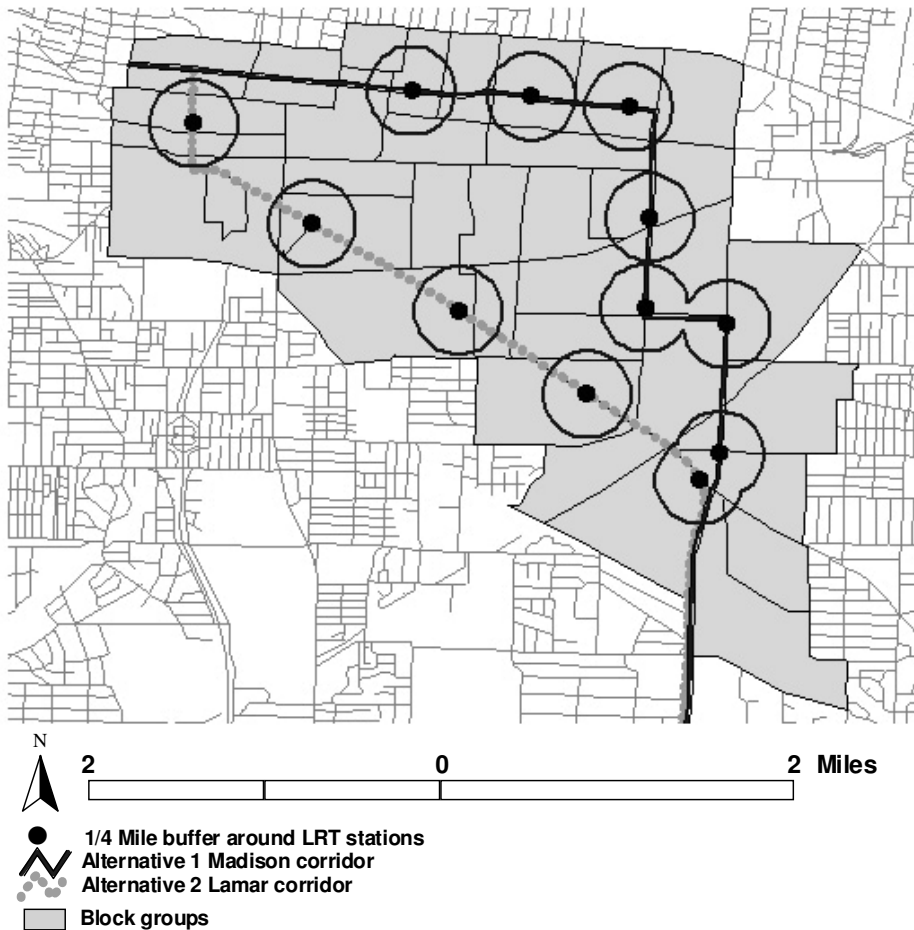 N
2 0 2 Miles
1/4 Mile buffer around LRT stations
Alternative 1 Madison corridor
Alternative 2 Lamar corridor
Block groups